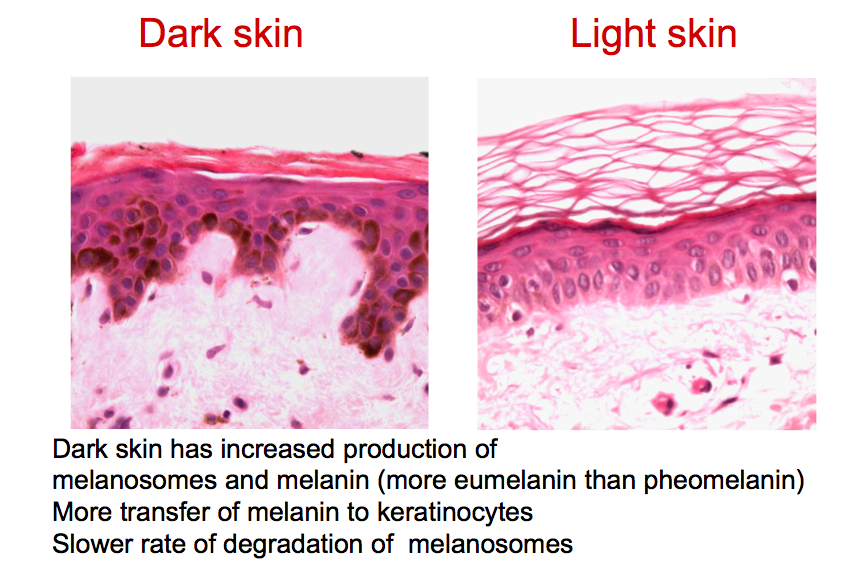 Dark skin
Light skin
Dark skin has increased production of
melanosomes and melanin (more eumelanin than pheomelanin)
More transfer of melanin to keratinocytes
Slower rate of degradation of  melanosomes